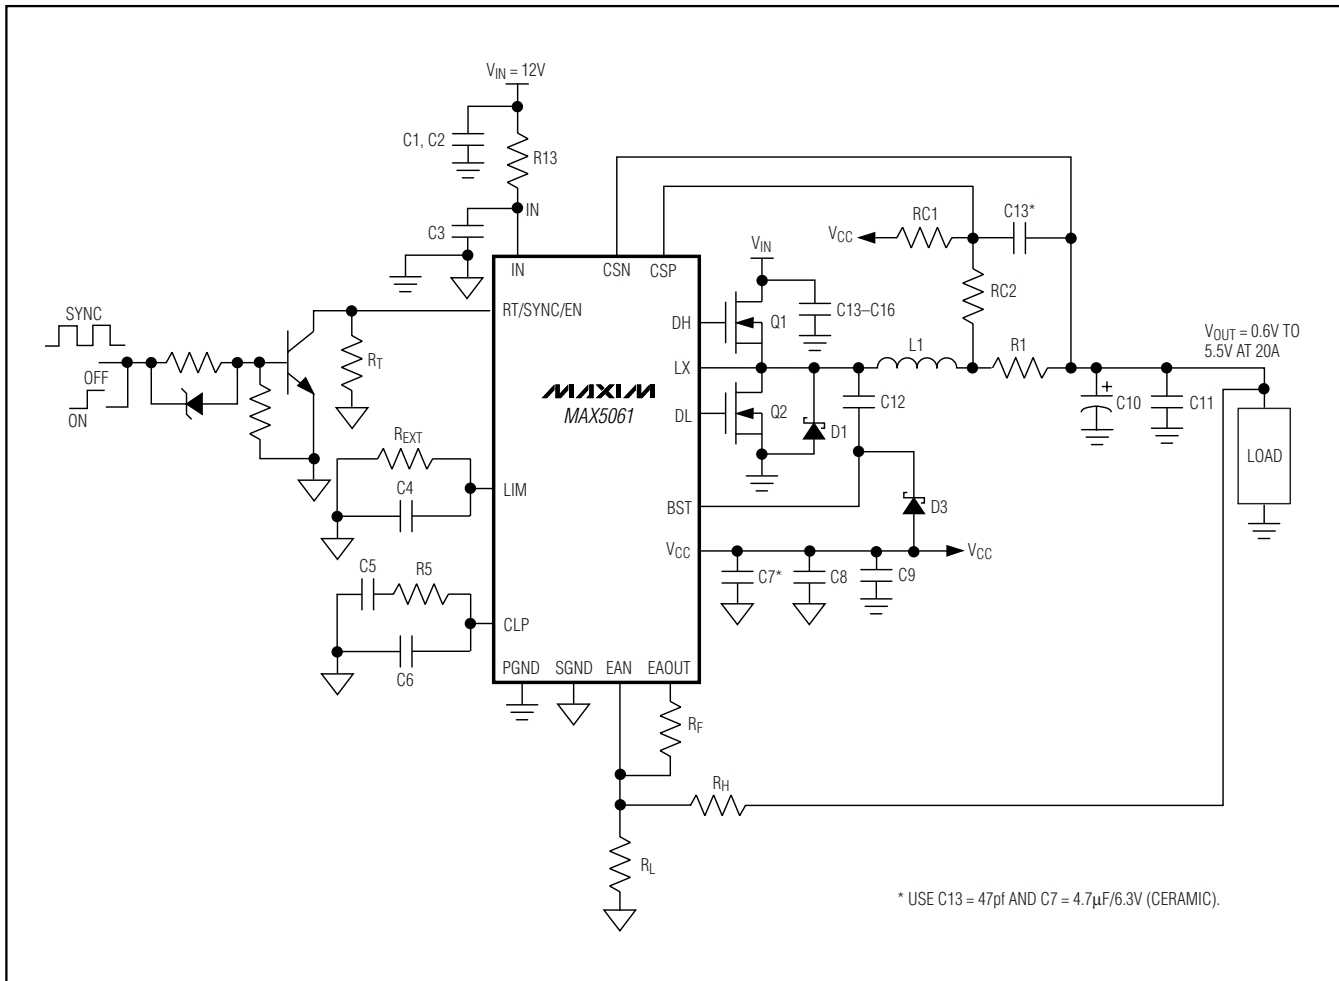 V_IN = 12V
C1, C2
R13
IN
C3
RC1
C13*
V_CC
V_IN
IN
CSN
CSP
RC2
SYNC
RT/SYNC/EN
C13–C16
DH
Q1
V_OUT = 0.6V TO
5.5V AT 20A
R_T
L1
R1
LX
OFF
ON
MAXIM
MAX5061
DL
Q2
C12
C10
+
C11
D1
R_EXT
LOAD
C4
LIM
BST
D3
V_CC
V_CC
C5
R5
C7*
C8
C9
CLP
C6
PGND
SGND
EAN
EAOUT
R_F
R_H
R_L
* USE C13 = 47pf AND C7 = 4.7µF/6.3V (CERAMIC).